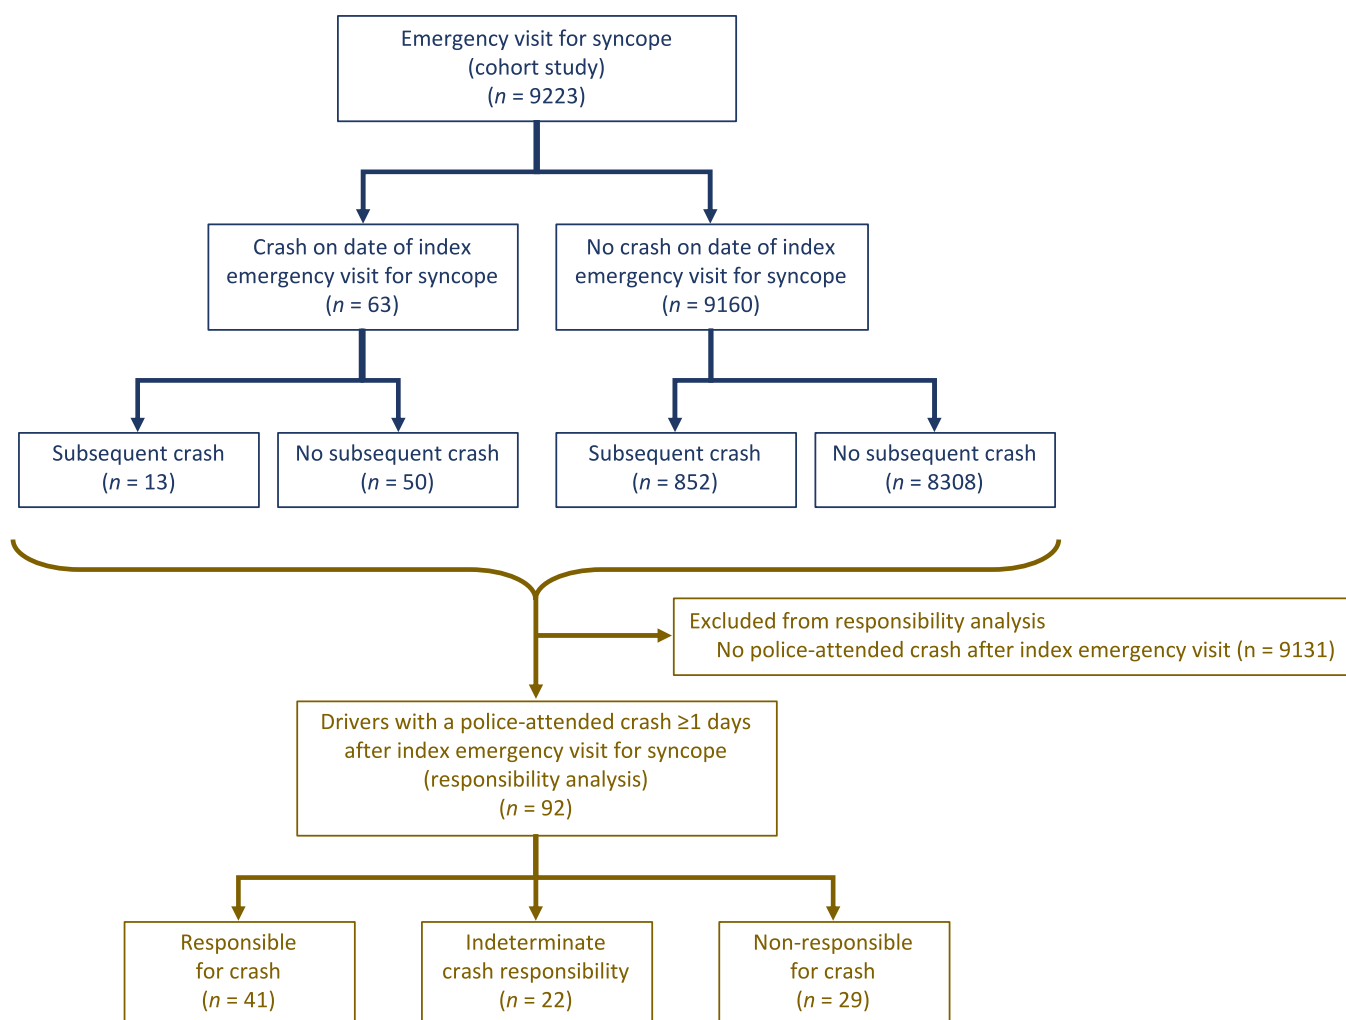 Emergency visit for syncope
(cohort study)
(n = 9223)
Crash on date of index
emergency visit for syncope
(n = 63)
No crash on date of index
emergency visit for syncope
(n = 9160)
Subsequent crash
(n = 13)
No subsequent crash
(n = 50)
Subsequent crash
(n = 852)
No subsequent crash
(n = 8308)
Excluded from responsibility analysis
No police-attended crash after index emergency visit (n = 9131)
Drivers with a police-attended crash ≥1 days
after index emergency visit for syncope
(responsibility analysis)
(n = 92)
Responsible
for crash
(n = 41)
Indeterminate
crash responsibility
(n = 22)
Non-responsible
for crash
(n = 29)